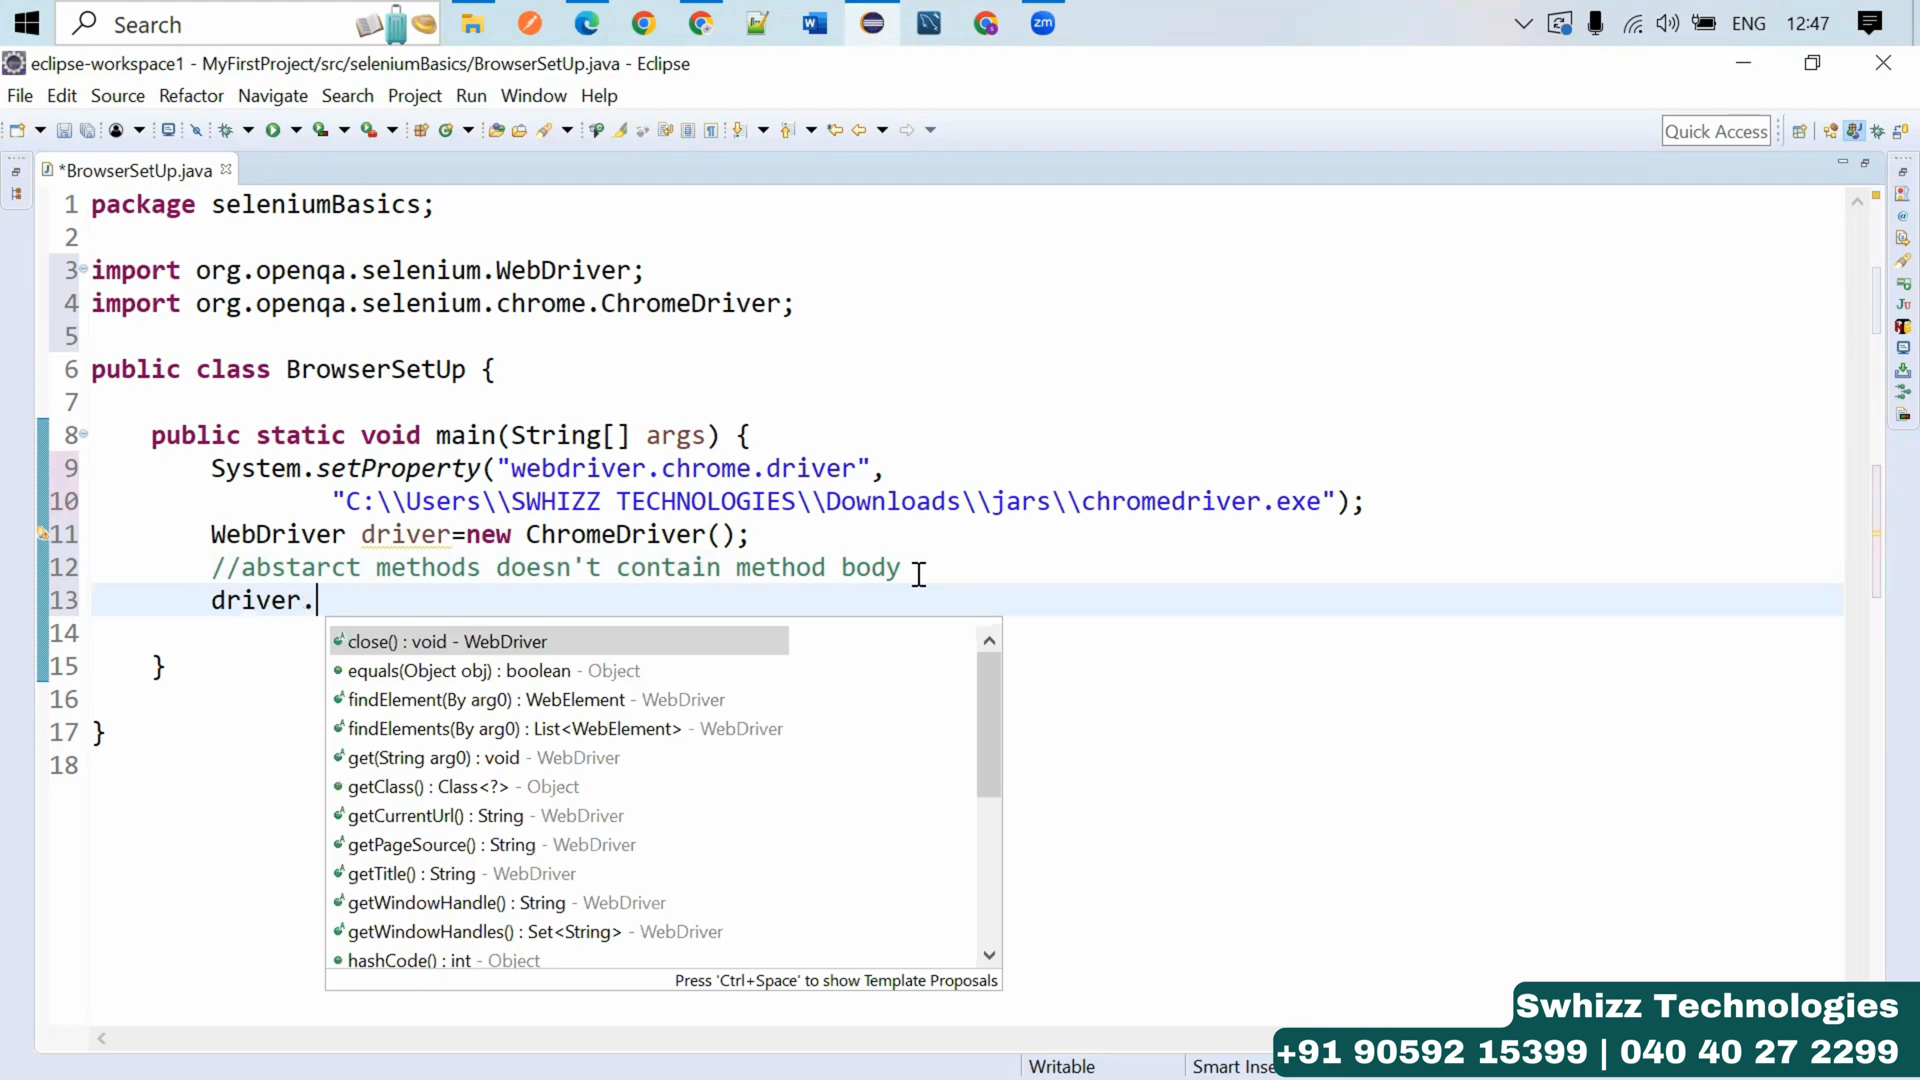 Search
ENG
12:47
eclipse-workspace1 - MyFirstProject/src/seleniumBasics/BrowserSetUp.java - Eclipse
File Edit Source Refactor Navigate Search Project Run Window Help
Quick Access
*BrowserSetUp.java
1 package seleniumBasics;
2
3 import org.openqa.selenium.WebDriver;
4 import org.openqa.selenium.chrome.ChromeDriver;
5
6 public class BrowserSetUp {
7
8 public static void main(String[] args) {
9 System.setProperty("webdriver.chrome.driver",
10 "C:\\Users\\SWHIZZ TECHNOLOGIES\\Downloads\\jars\\chromedriver.exe");
11 WebDriver driver=new ChromeDriver();
12 //abstarct methods doesn't contain method body
13 driver.
14
15 }
16
17 }
18
close() : void - WebDriver
equals(Object obj) : boolean - Object
findElement(By arg0) : WebElement - WebDriver
findElements(By arg0) : List<WebElement> - WebDriver
get(String arg0) : void - WebDriver
getClass() : Class<?> - Object
getCurrentUrl() : String - WebDriver
getPageSource() : String - WebDriver
getTitle() : String - WebDriver
getWindowHandle() : String - WebDriver
getWindowHandles() : Set<String> - WebDriver
hashCode() : int - Object
Press 'Ctrl+Space' to show Template Proposals
Swhizz Technologies
+91 90592 15399 | 040 40 27 2299
Writable
Smart Inse